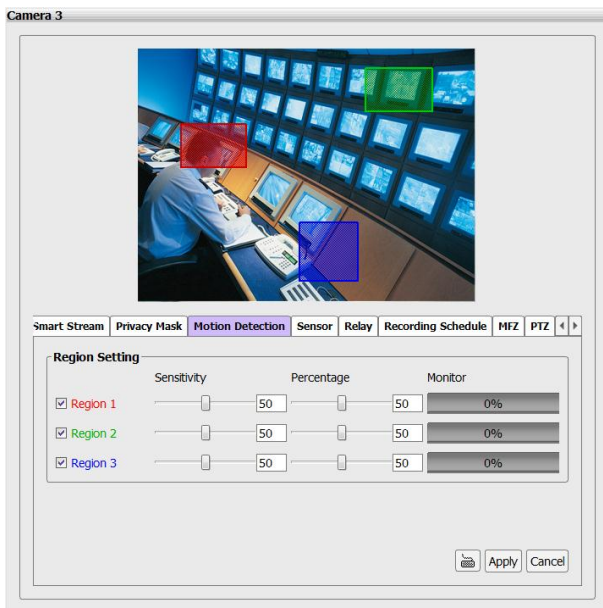 Camera 3
Smart Stream Privacy Mask Motion Detection Sensor Relay Recording Schedule MFZ PTZ
Region Setting
Sensitivity Percentage Monitor
Region 1 50 50 0%
Region 2 50 50 0%
Region 3 50 50 0%
Apply Cancel